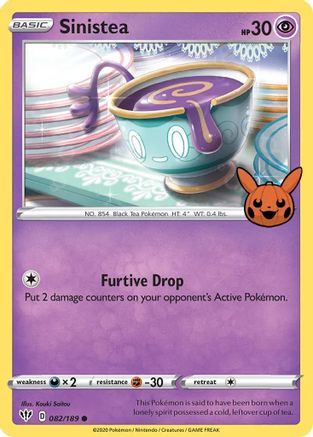 BASIC Sinistea HP 30
NO. 854 Black Tea Pokémon HT: 4" WT: 0.4 lbs.
Furtive Drop
Put 2 damage counters on your opponent's Active Pokémon.
weakness ×2 resistance -30 retreat
Illus. Kouki Saitou
D 082/189
This Pokémon is said to have been born when a
lonely spirit possessed a cold, leftover cup of tea.
©2020 Pokémon / Nintendo / Creatures / GAME FREAK